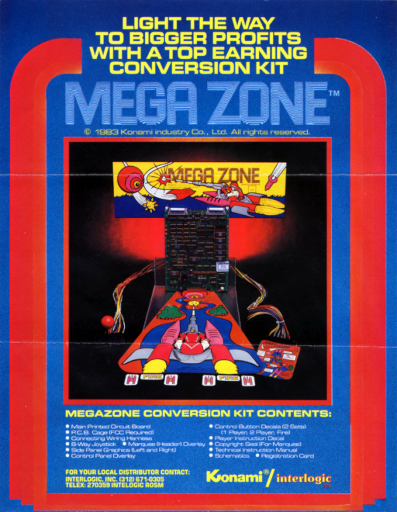 LIGHT THE WAY
TO BIGGER PROFITS
WITH A TOP EARNING
CONVERSION KIT
MEGA ZONE™
© 1983 Konami industry Co., Ltd. All rights reserved.
MEGA ZONE
MEGAZONE CONVERSION KIT CONTENTS:
● Main Printed Circuit Board
● P.C.B. Cage (FCC Required)
● Connecting Wiring Harness
● 8-Way Joystick ● Marquee (Header) Overlay
● Side Panel Graphics (Left and Right)
● Control Panel Overlay
● Control Button Decals (2 Sets)
(1 Player, 2 Player, Fire)
● Player Instruction Decal
● Copyright Seal (For Marquee)
● Technical Instruction Manual
● Schematics ● Registration Card
FOR YOUR LOCAL DISTRIBUTOR CONTACT:
INTERLOGIC, INC. (312) 671-0305
TELEX: 270359 INTELOGIC ROSM
Konami®/interlogic